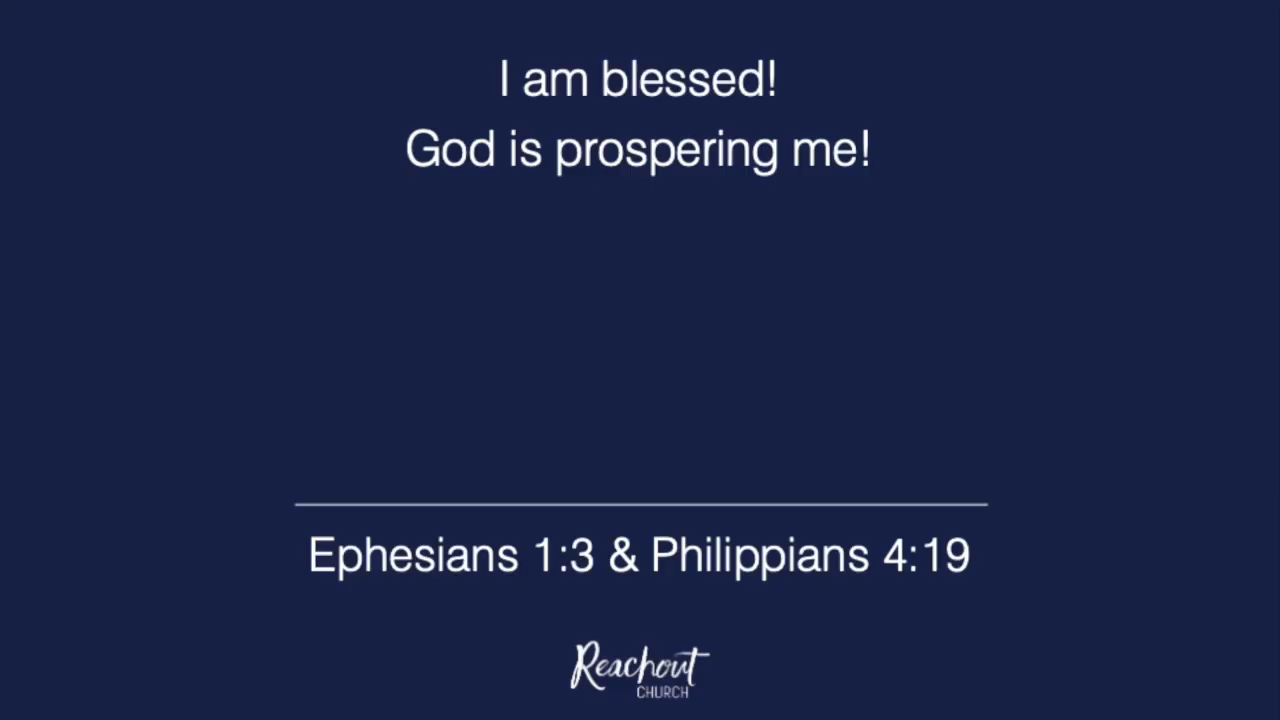 I am blessed!
God is prospering me!
Ephesians 1:3 & Philippians 4:19
Reachout
CHURCH